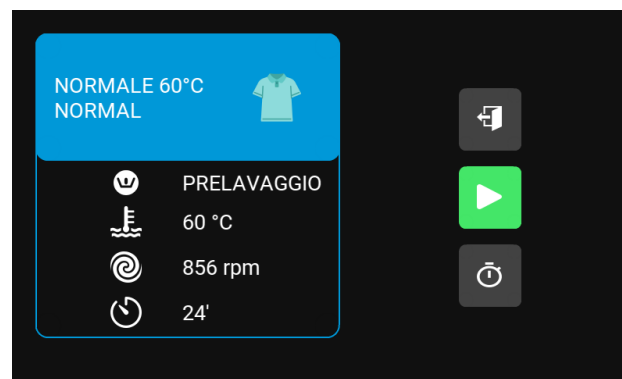 NORMALE 60°C
NORMAL
PRELAVAGGIO
60 °C
856 rpm
24'